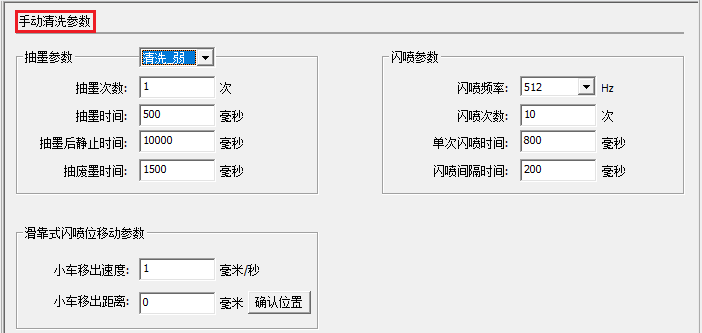 手动清洗参数
抽墨参数 清洗_弱
抽墨次数: 1 次
抽墨时间: 500 毫秒
抽墨后静止时间: 10000 毫秒
抽废墨时间: 1500 毫秒
闪喷参数
闪喷频率: 512 Hz
闪喷次数: 10 次
单次闪喷时间: 800 毫秒
闪喷间隔时间: 200 毫秒
滑靠式闪喷位移动参数
小车移出速度: 1 毫米/秒
小车移出距离: 0 毫米 确认位置